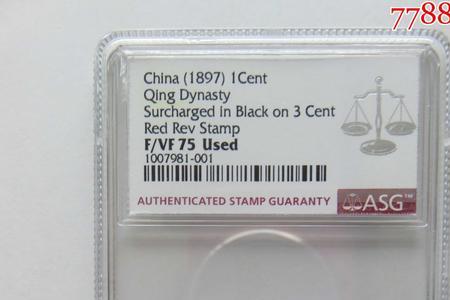 7788
China (1897) 1Cent
Qing Dynasty
Surcharged in Black on 3 Cent
Red Rev Stamp
F/VF 75 Used
1007981-001
AUTHENTICATED STAMP GUARANTY
ASG™